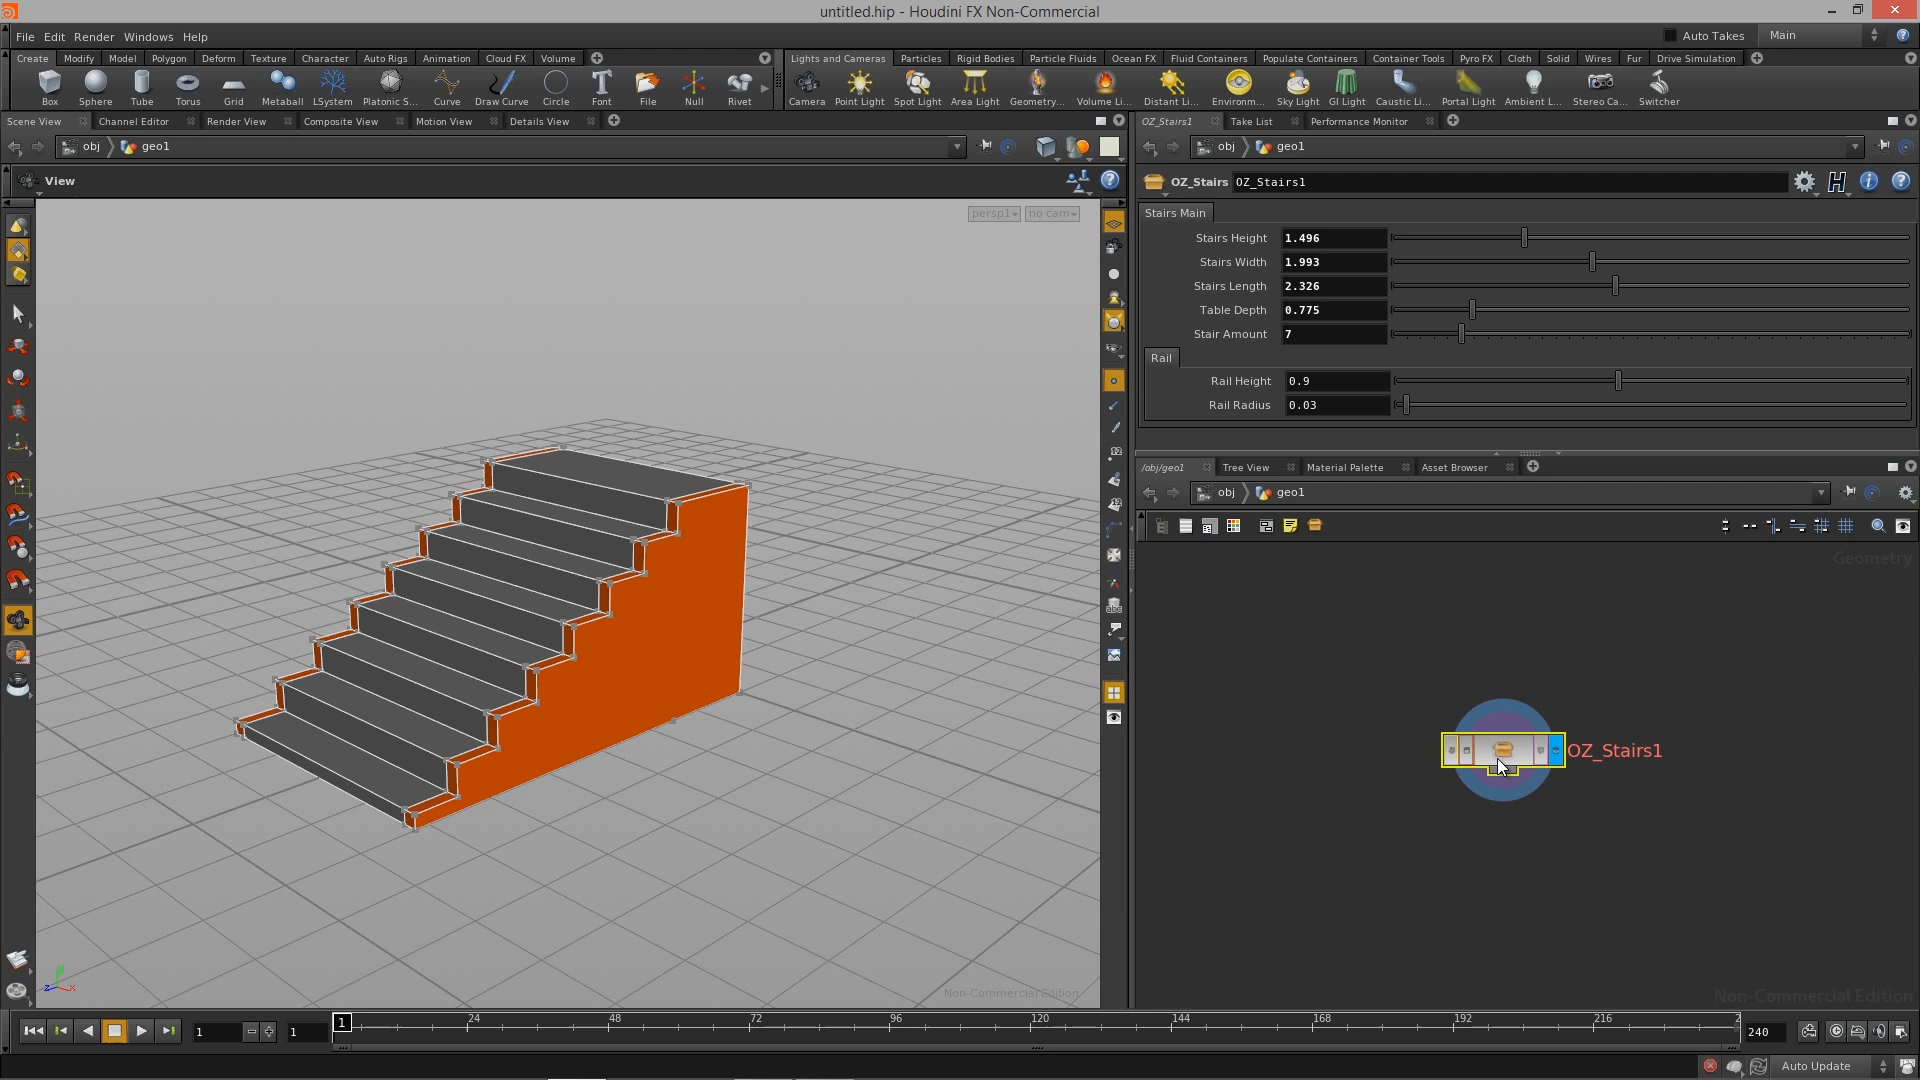 untitled.hip - Houdini FX Non-Commercial
File Edit Render Windows Help
Auto Takes Main
Create Modify Model Polygon Deform Texture Character Auto Rigs Animation Cloud FX Volume
Lights and Cameras Particles Rigid Bodies Particle Fluids Ocean FX Fluid Containers Populate Containers Container Tools Pyro FX Cloth Solid Wires Fur Drive Simulation
Box Sphere Tube Torus Grid Metaball LSystem Platonic S... Curve Draw Curve Circle Font File Null Rivet
Camera Point Light Spot Light Area Light Geometry... Volume Li... Distant Li... Environm... Sky Light GI Light Caustic Li... Portal Light Ambient L... Stereo Ca... Switcher
Scene View Channel Editor Render View Composite View Motion View Details View
OZ_Stairs1 Take List Performance Monitor
obj geo1
obj geo1
View
OZ_Stairs OZ_Stairs1
persp1 no cam
Stairs Main
Stairs Height 1.496
Stairs Width 1.993
Stairs Length 2.326
Table Depth 0.775
Stair Amount 7
Rail
Rail Height 0.9
Rail Radius 0.03
/obj/geo1 Tree View Material Palette Asset Browser
obj geo1
Geometry
OZ_Stairs1
Non-Commercial Edition
Non-Commercial Edition
z x
1 1 1 24 48 72 96 120 144 168 192 216 2 240
Auto Update